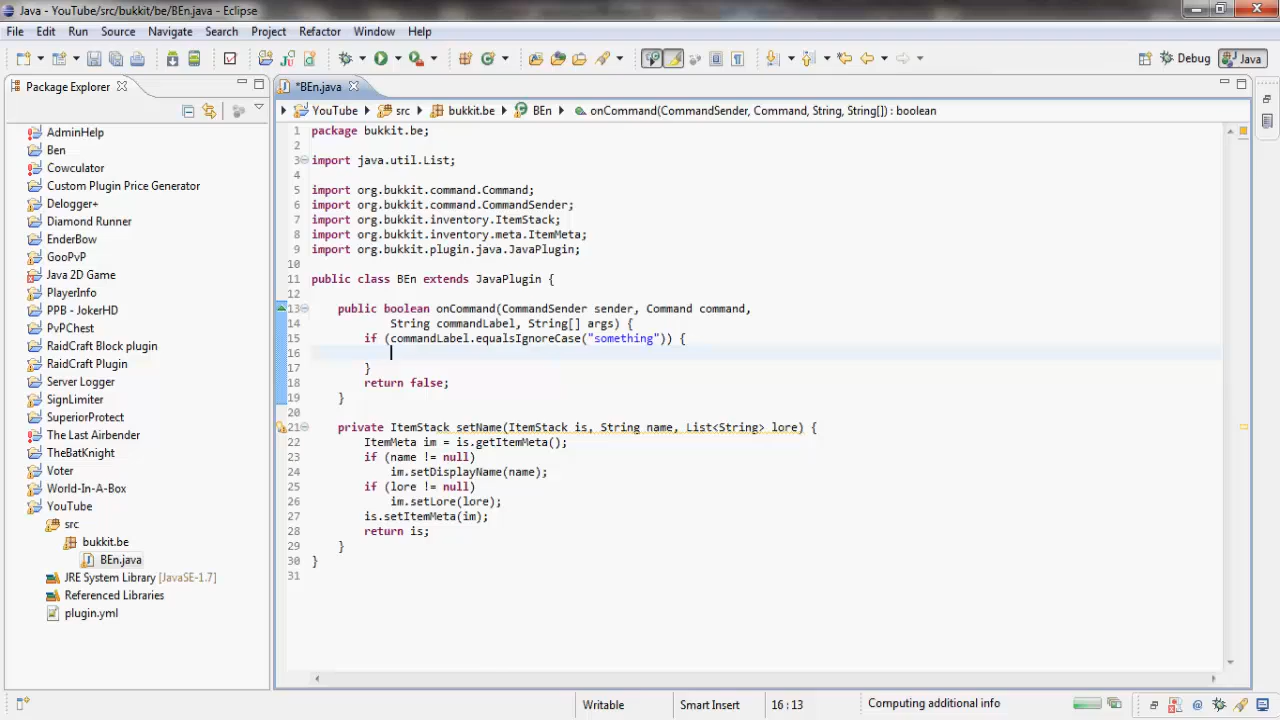 Java - YouTube/src/bukkit/be/BEn.java - Eclipse
File Edit Run Source Navigate Search Project Refactor Window Help
Debug Java
Package Explorer
*BEn.java
YouTube src bukkit.be BEn onCommand(CommandSender, Command, String, String[]) : boolean
AdminHelp
Ben
Cowculator
Custom Plugin Price Generator
Delogger+
Diamond Runner
EnderBow
GooPvP
Java 2D Game
PlayerInfo
PPB - JokerHD
PvPChest
RaidCraft Block plugin
RaidCraft Plugin
Server Logger
SignLimiter
SuperiorProtect
The Last Airbender
TheBatKnight
Voter
World-In-A-Box
YouTube
src
bukkit.be
BEn.java
JRE System Library [JavaSE-1.7]
Referenced Libraries
plugin.yml
1 package bukkit.be;
2
3 import java.util.List;
4
5 import org.bukkit.command.Command;
6 import org.bukkit.command.CommandSender;
7 import org.bukkit.inventory.ItemStack;
8 import org.bukkit.inventory.meta.ItemMeta;
9 import org.bukkit.plugin.java.JavaPlugin;
10
11 public class BEn extends JavaPlugin {
12
13 public boolean onCommand(CommandSender sender, Command command,
14 String commandLabel, String[] args) {
15 if (commandLabel.equalsIgnoreCase("something")) {
16
17 }
18 return false;
19 }
20
21 private ItemStack setName(ItemStack is, String name, List<String> lore) {
22 ItemMeta im = is.getItemMeta();
23 if (name != null)
24 im.setDisplayName(name);
25 if (lore != null)
26 im.setLore(lore);
27 is.setItemMeta(im);
28 return is;
29 }
30 }
31
Writable Smart Insert 16 : 13 Computing additional info